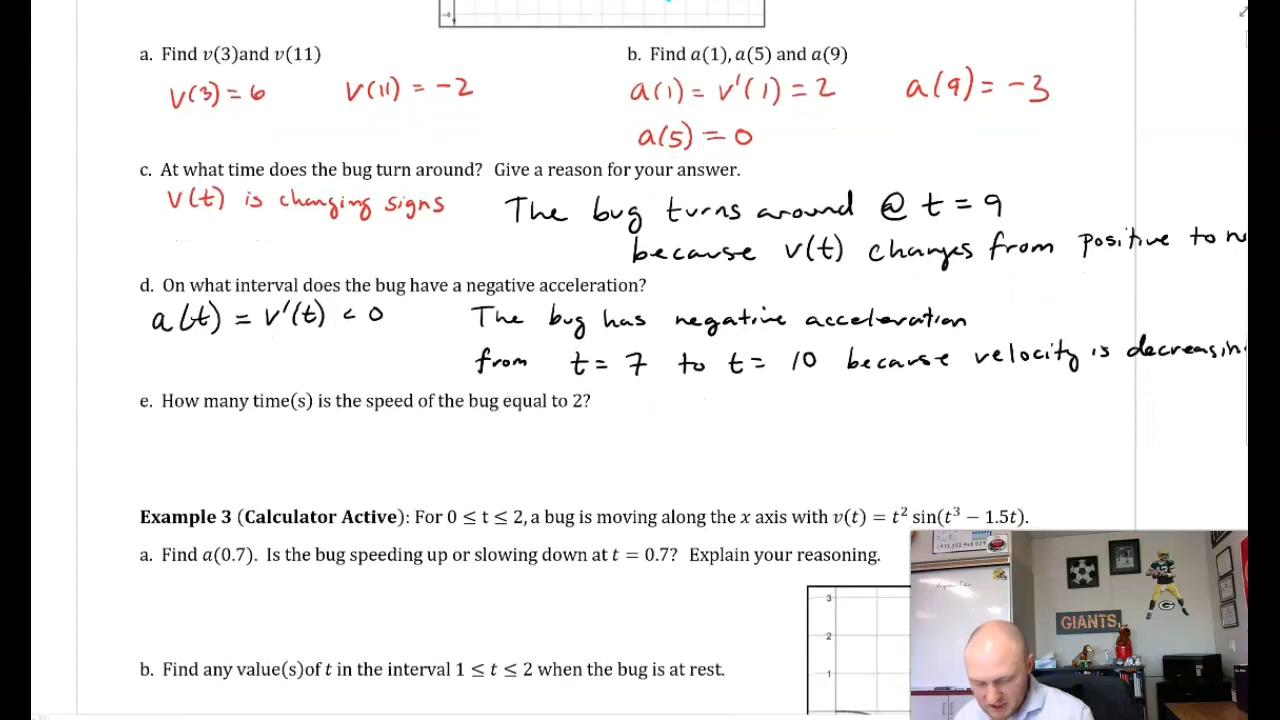 -4
a. Find v(3)and v(11)
b. Find a(1), a(5) and a(9)
v(3) = 6
v(11) = -2
a(1) = v'(1) = 2
a(9) = -3
a(5) = 0
c. At what time does the bug turn around? Give a reason for your answer.
v(t) is changing signs
The bug turns around @ t = 9
because v(t) changes from positive to n
d. On what interval does the bug have a negative acceleration?
a(t) = v'(t) < 0
The bug has negative acceleration
from t = 7 to t = 10 because velocity is decreasin
e. How many time(s) is the speed of the bug equal to 2?
Example 3 (Calculator Active): For 0 ≤ t ≤ 2, a bug is moving along the x axis with v(t) = t² sin(t³ − 1.5t).
a. Find a(0.7). Is the bug speeding up or slowing down at t = 0.7? Explain your reasoning.
3
2
1
b. Find any value(s)of t in the interval 1 ≤ t ≤ 2 when the bug is at rest.
GIANTS
G